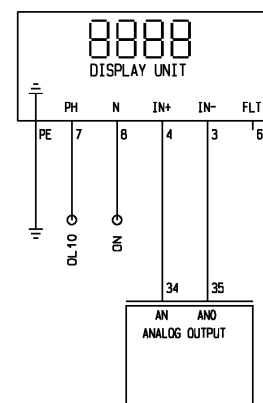 8888
DISPLAY UNIT
PH N IN+ IN- FLT
PE 7 8 4 3 6
0L10 0N
34 35
AN AN0
ANALOG OUTPUT